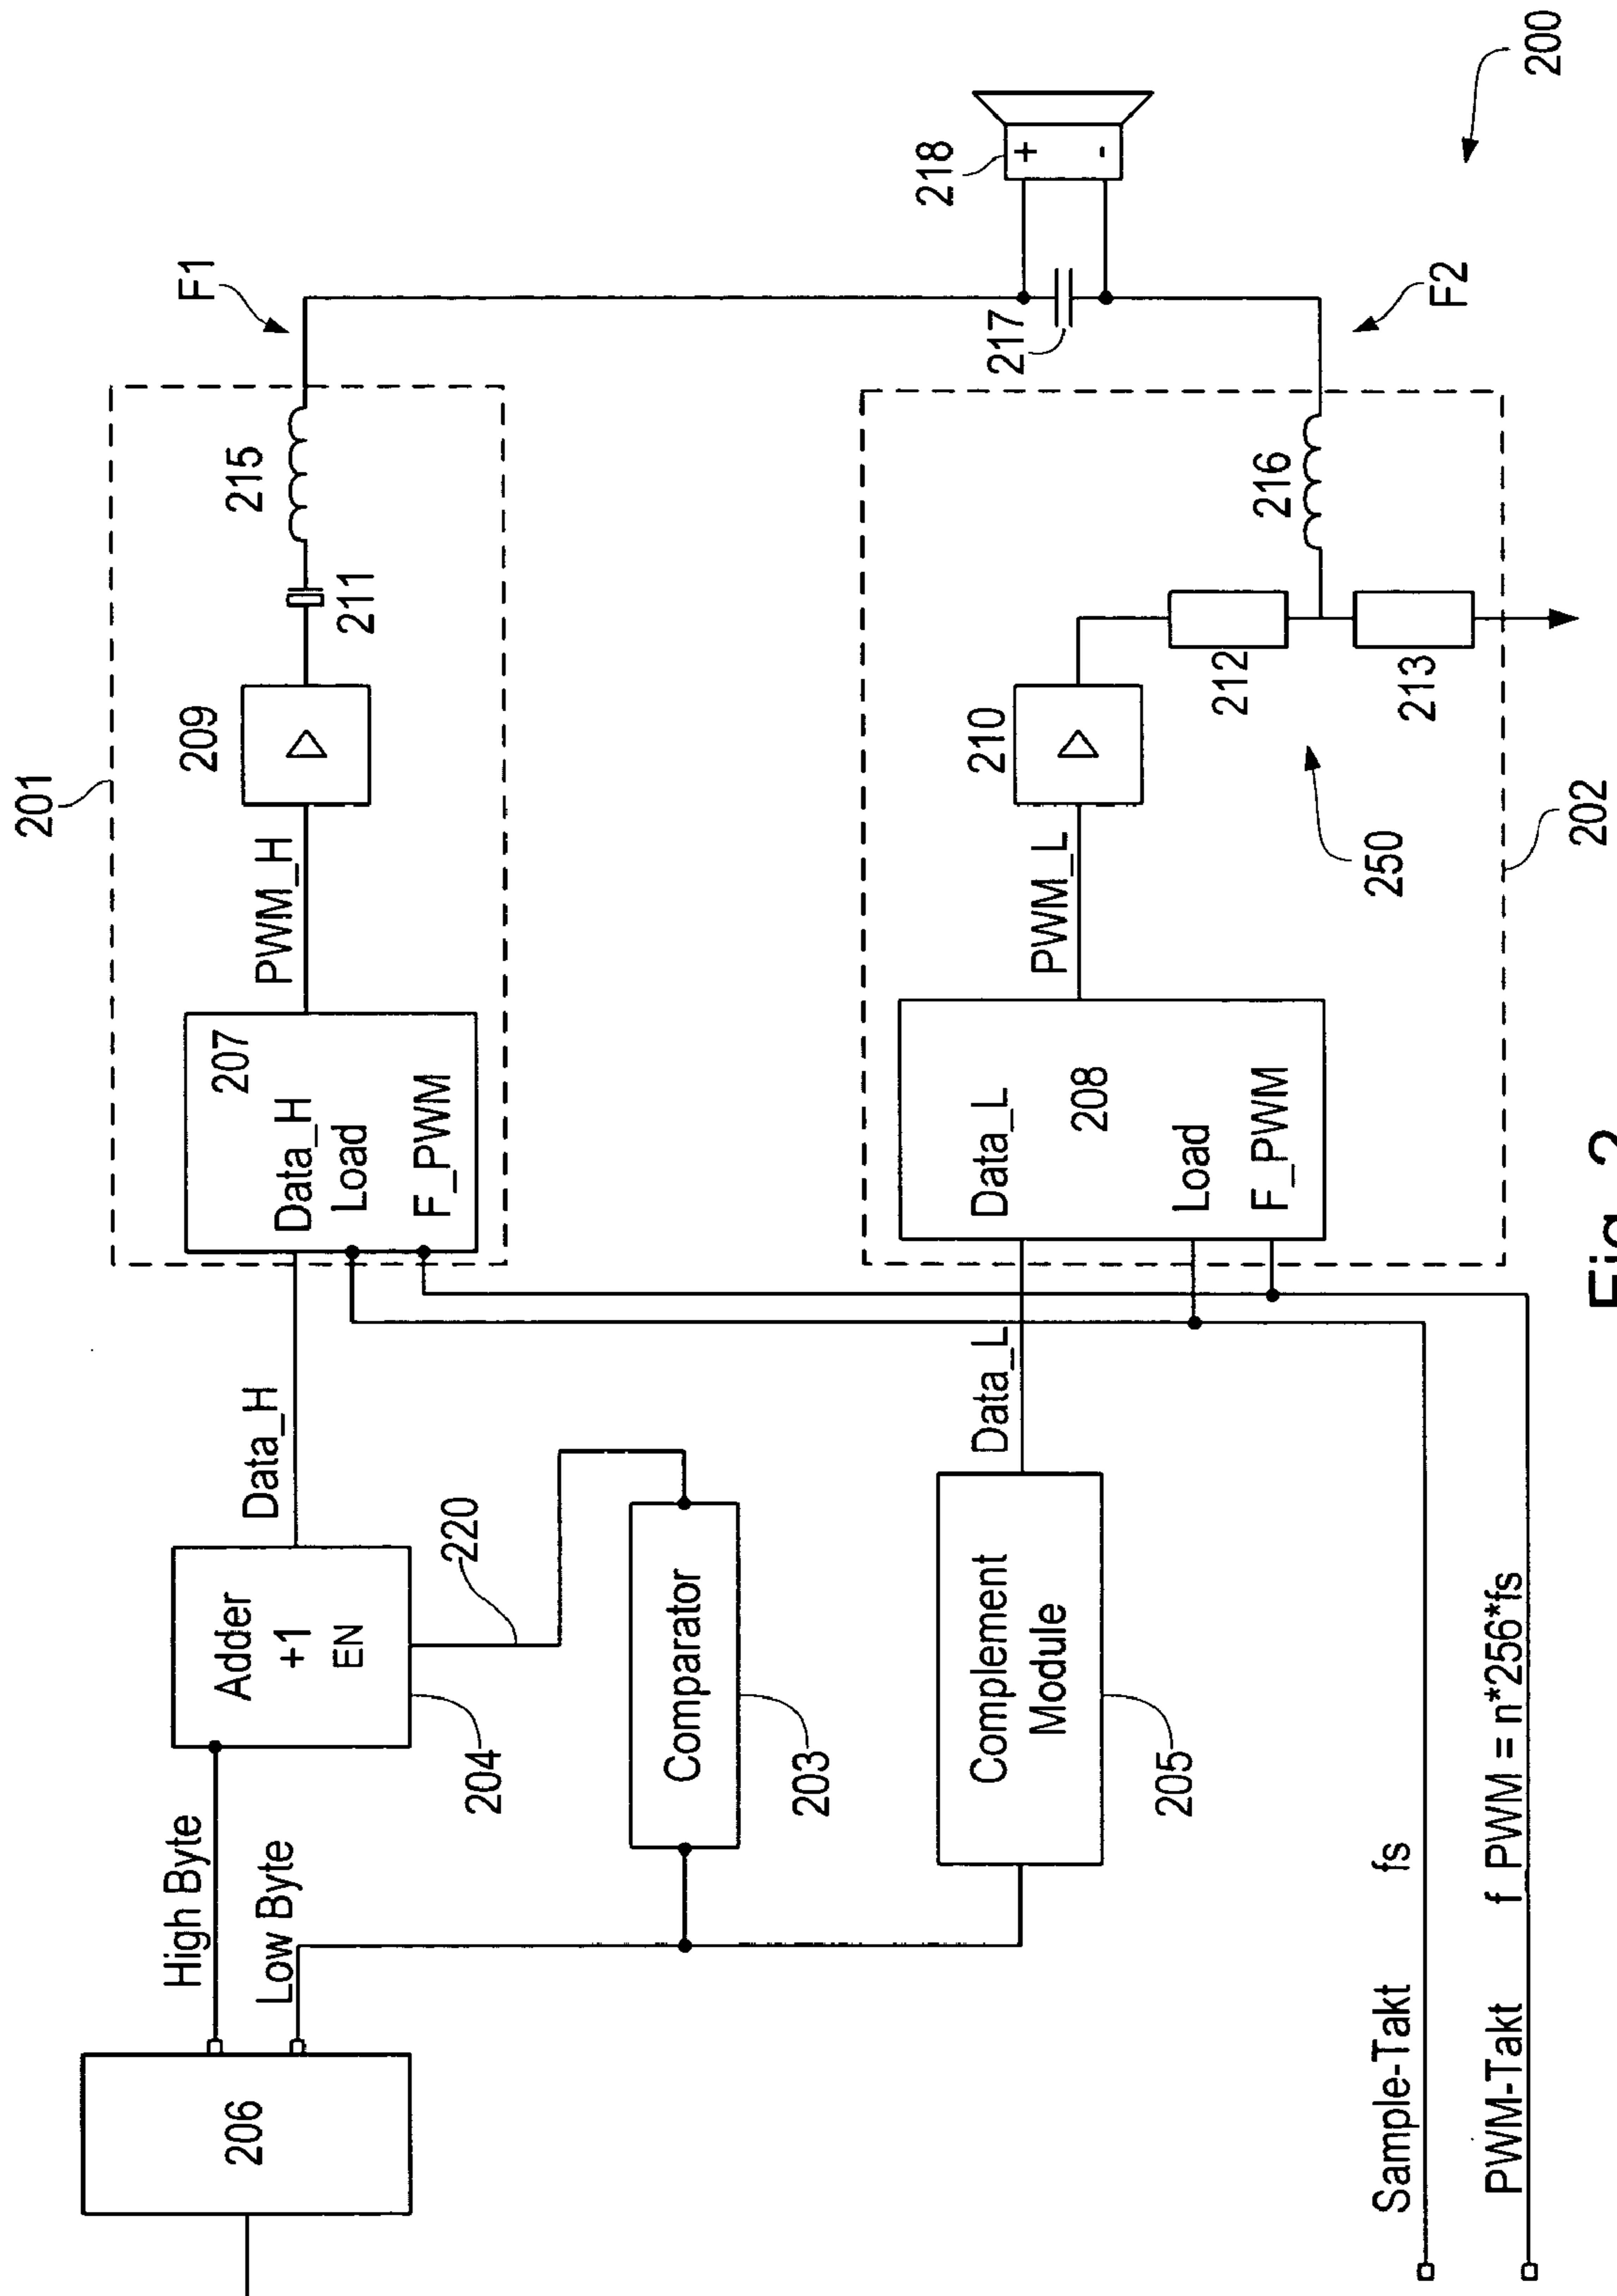 206
High Byte
Low Byte
Adder
+1
EN
204
220
Comparator
203
Complement
Module
205
Data_H
Data_L
Sample-Takt fs
PWM-Takt f_PWM = n*256*fs
201
207
Data_H
Load
F_PWM
PWM_H
209
211
215
F1
Data_L
208
Load
F_PWM
PWM_L
210
212
213
216
250
202
F2
217
218
+
-
200
Fig. 2